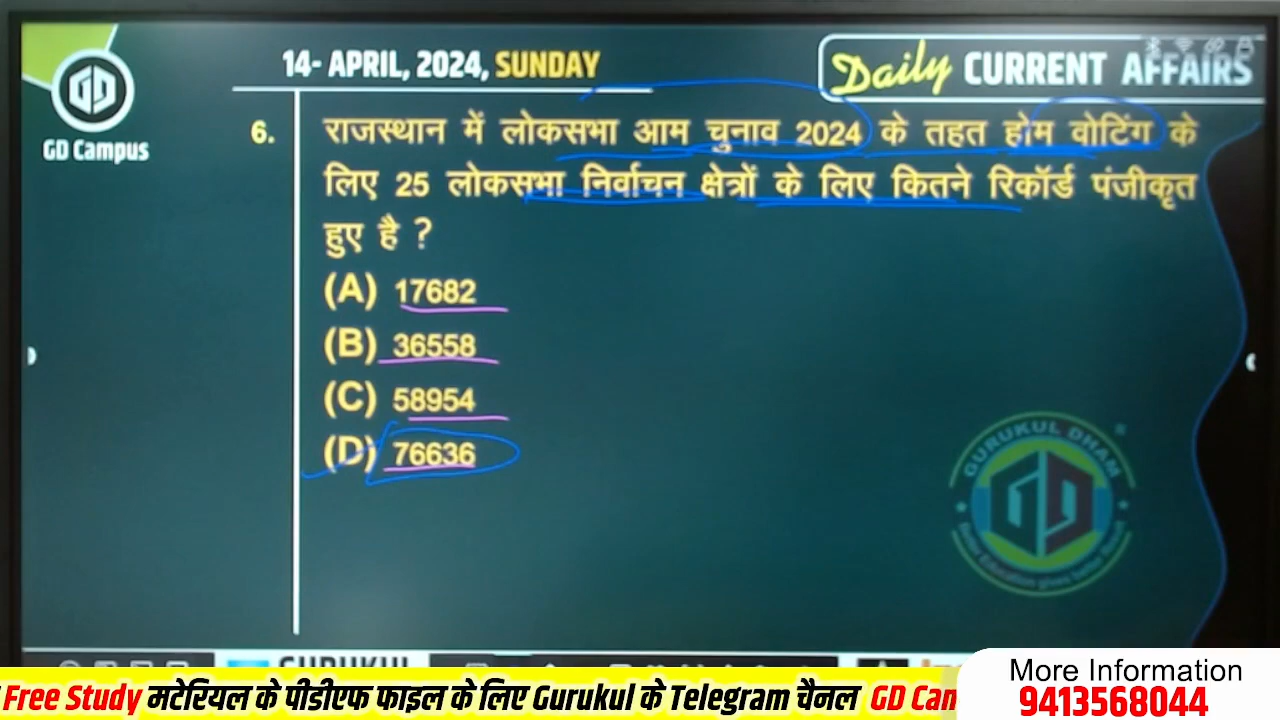 14- APRIL, 2024, SUNDAY
Daily CURRENT AFFAIRS
GD Campus
6. राजस्थान में लोकसभा आम चुनाव 2024 के तहत होम वोटिंग के
लिए 25 लोकसभा निर्वाचन क्षेत्रों के लिए कितने रिकॉर्ड पंजीकृत
हुए है ?
(A) 17682
(B) 36558
(C) 58954
(D) 76636
GURUKUL DHAM
GURUKUL
More Information
Free Study मटेरियल के पीडीएफ फाइल के लिए Gurukul के Telegram चैनल GD Can
9413568044